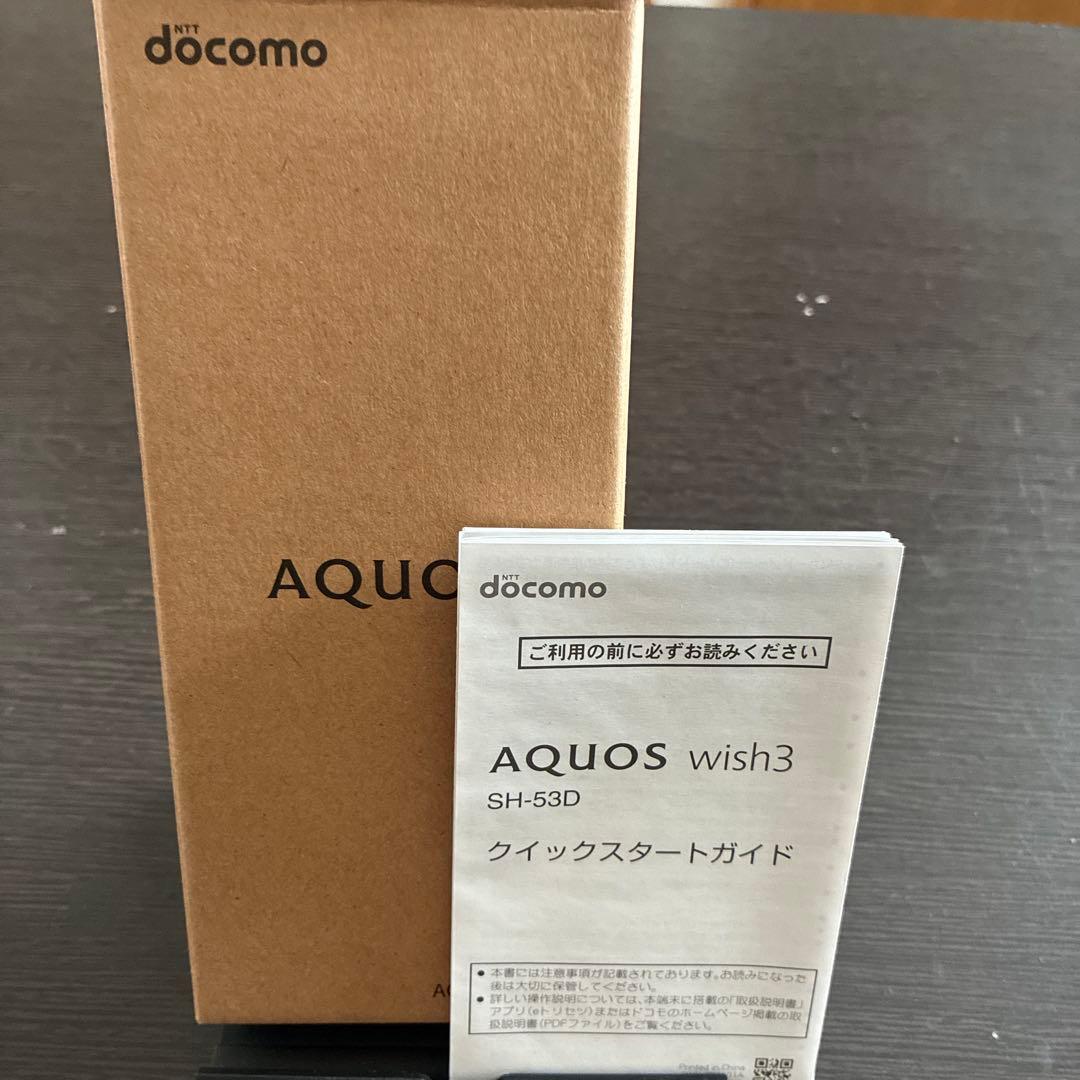 NTT
docomo
AQUO
NTT
docomo
ご利用の前に必ずお読みください
AQUOS wish3
SH-53D
クイックスタートガイド
● 本書には注意事項が記載されております。お読みになった
後は大切に保管してください。
● 詳しい操作説明については、本端末に搭載の「取扱説明書」
アプリ(eトリセツ)またはドコモのホームページ掲載の取
扱説明書(PDFファイル)をご覧ください。
Printed in China